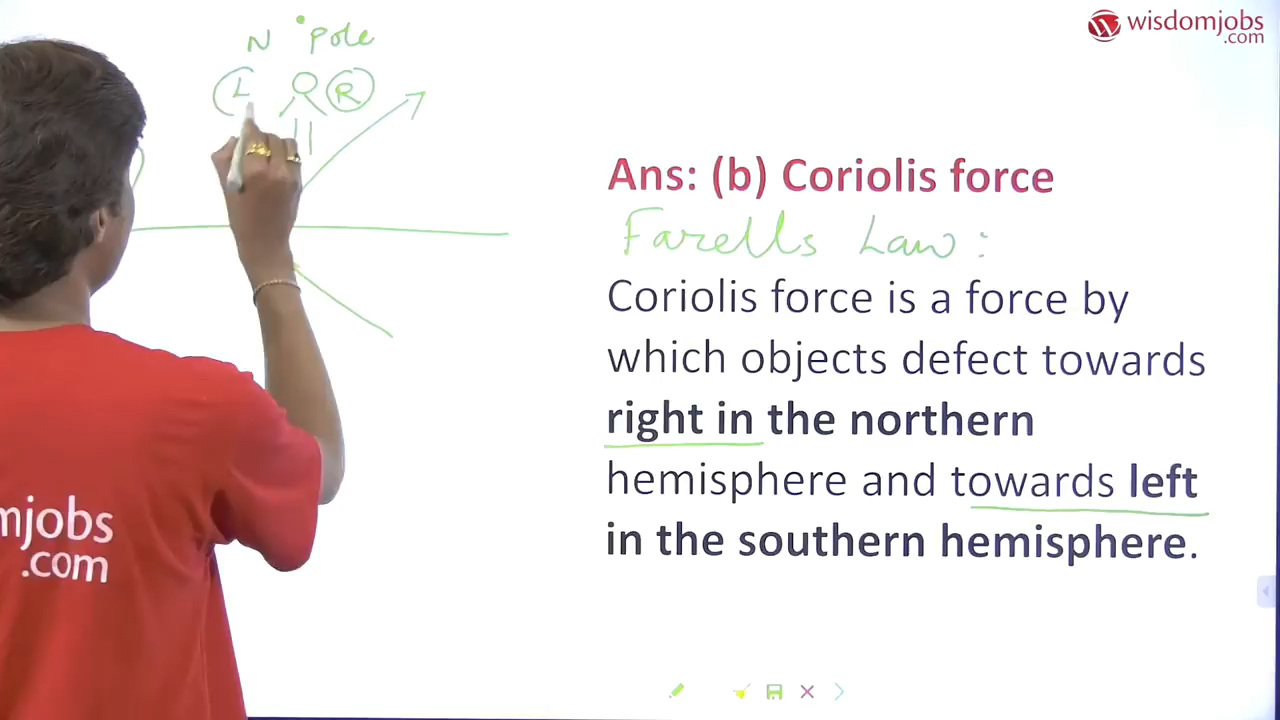 N pole
L R
wisdomjobs
.com
Ans: (b) Coriolis force
Farells Law:
Coriolis force is a force by
which objects defect towards
right in the northern
hemisphere and towards left
in the southern hemisphere.
mjobs
.com